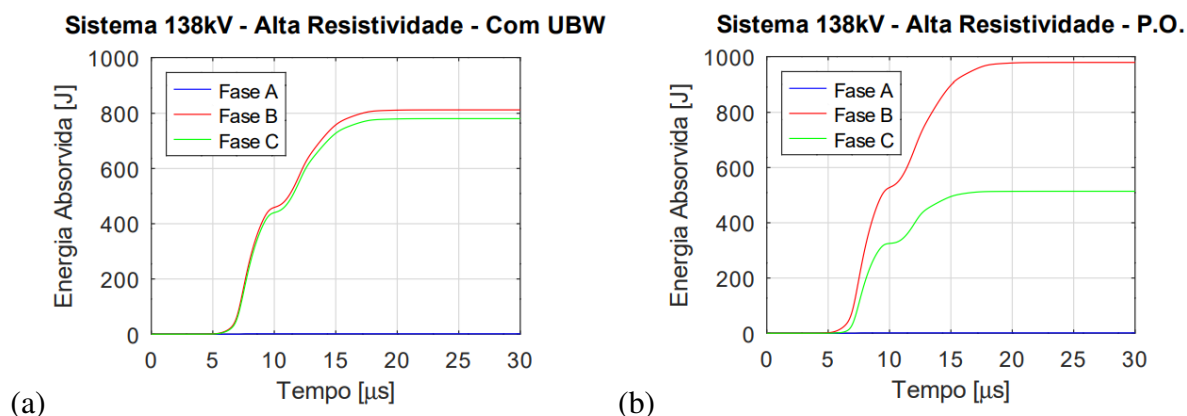 Sistema 138kV - Alta Resistividade - Com UBW
Energia Absorvida [J]
1000
800
600
400
200
0
Fase A
Fase B
Fase C
0 5 10 15 20 25 30
Tempo [μs]
(a)
Sistema 138kV - Alta Resistividade - P.O.
Energia Absorvida [J]
1000
800
600
400
200
0
Fase A
Fase B
Fase C
0 5 10 15 20 25 30
Tempo [μs]
(b)